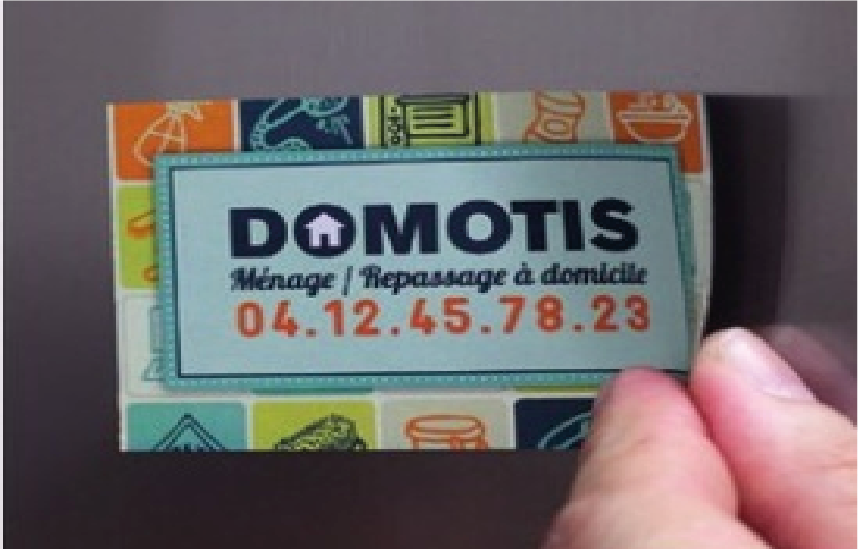 DOMOTIS
Ménage / Repassage à domicile
04.12.45.78.23